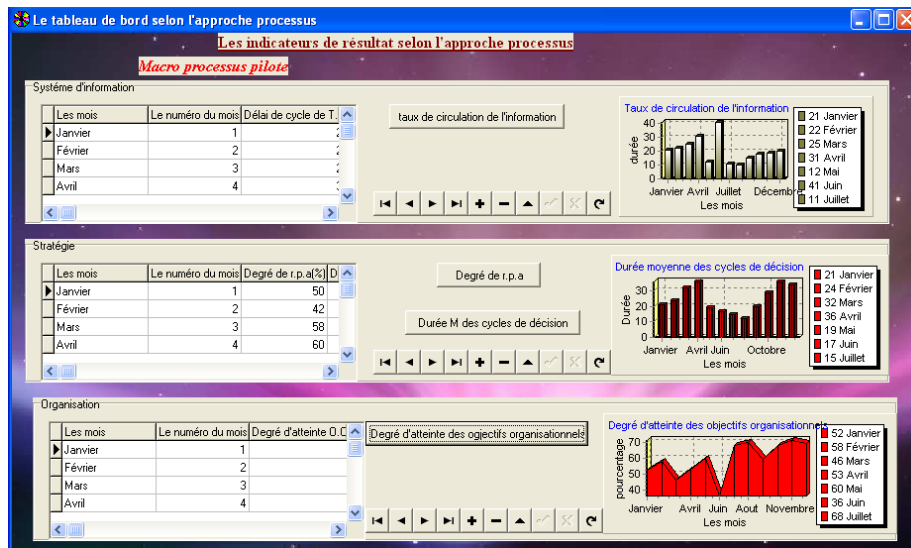 Le tableau de bord selon l'approche processus
Les indicateurs de résultat selon l'approche processus
Macro processus pilote
Systéme d'information
Les mois Le numéro du mois Délai de cycle de T.
Janvier 1
Février 2
Mars 3
Avril 4
taux de circulation de l'information
Taux de circulation de l'information
durée
40
30
20
10
0
Janvier Avril Juillet Décembre
Les mois
21 Janvier
22 Février
25 Mars
31 Avril
12 Mai
41 Juin
11 Juillet
Stratégie
Les mois Le numéro du mois Degré de r.p.a(%) D
Janvier 1 50
Février 2 42
Mars 3 58
Avril 4 60
Degré de r.p.a
Durée M des cycles de décision
Durée moyenne des cycles de décision
Durée
30
20
10
0
Janvier Avril Juin Octobre
Les mois
21 Janvier
24 Février
32 Mars
36 Avril
19 Mai
17 Juin
15 Juillet
Organisation
Les mois Le numéro du mois Degré d'atteinte O.C
Janvier 1
Février 2
Mars 3
Avril 4
Degré d'atteinte des ogjectifs organisationnels
Degré d'atteinte des objectifs organisationnels
pourcentage
70
60
50
40
Janvier Avril Juin Aout Novembre
Les mois
52 Janvier
58 Février
46 Mars
53 Avril
60 Mai
36 Juin
68 Juillet